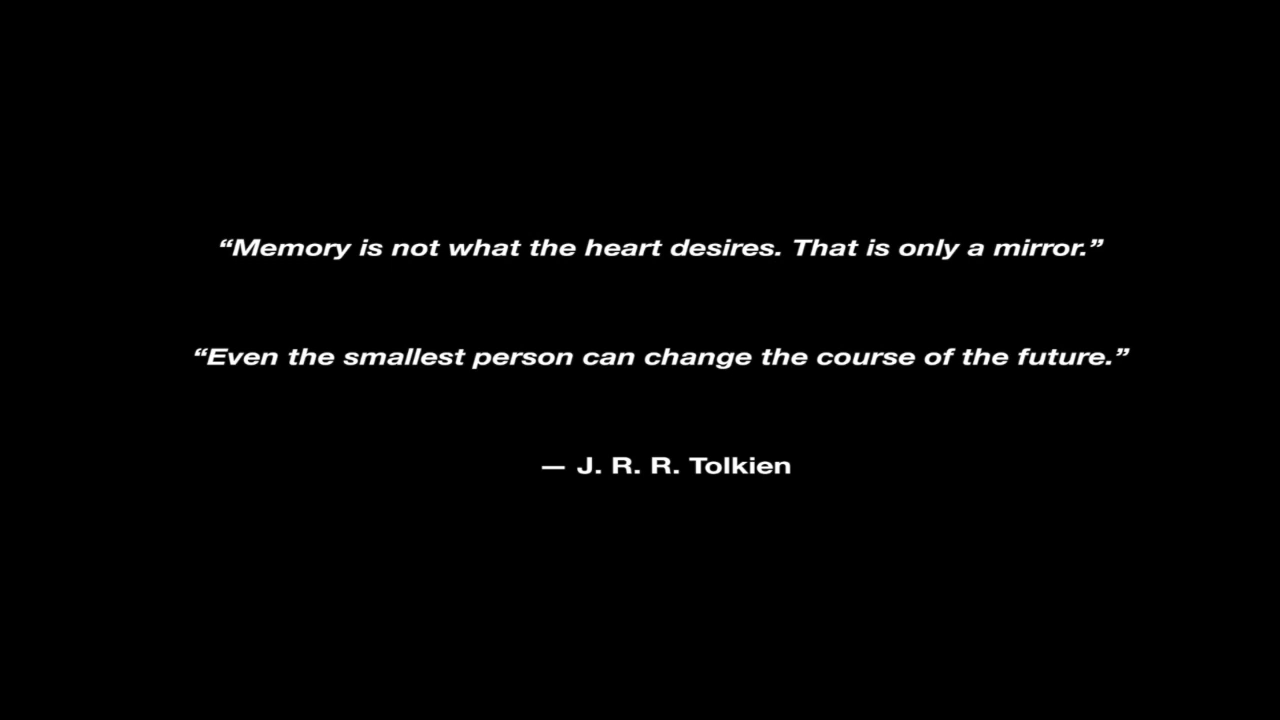 “Memory is not what the heart desires. That is only a mirror.”
“Even the smallest person can change the course of the future.”
— J. R. R. Tolkien